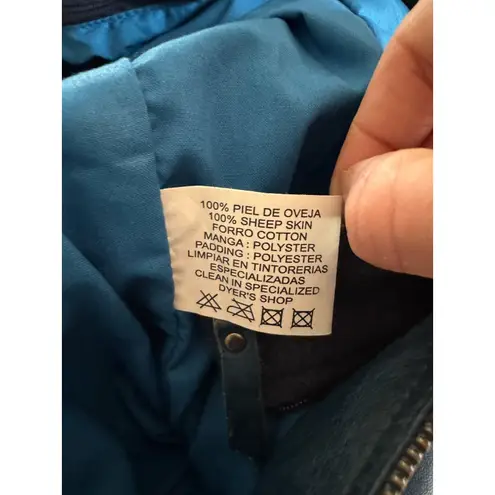 100% PIEL DE OVEJA
100% SHEEP SKIN
FORRO COTTON
MANGA : POLYSTER
PADDING : POLYESTER
LIMPIAR EN TINTORERIAS
ESPECIALIZADAS
CLEAN IN SPECIALIZED
DYER'S SHOP